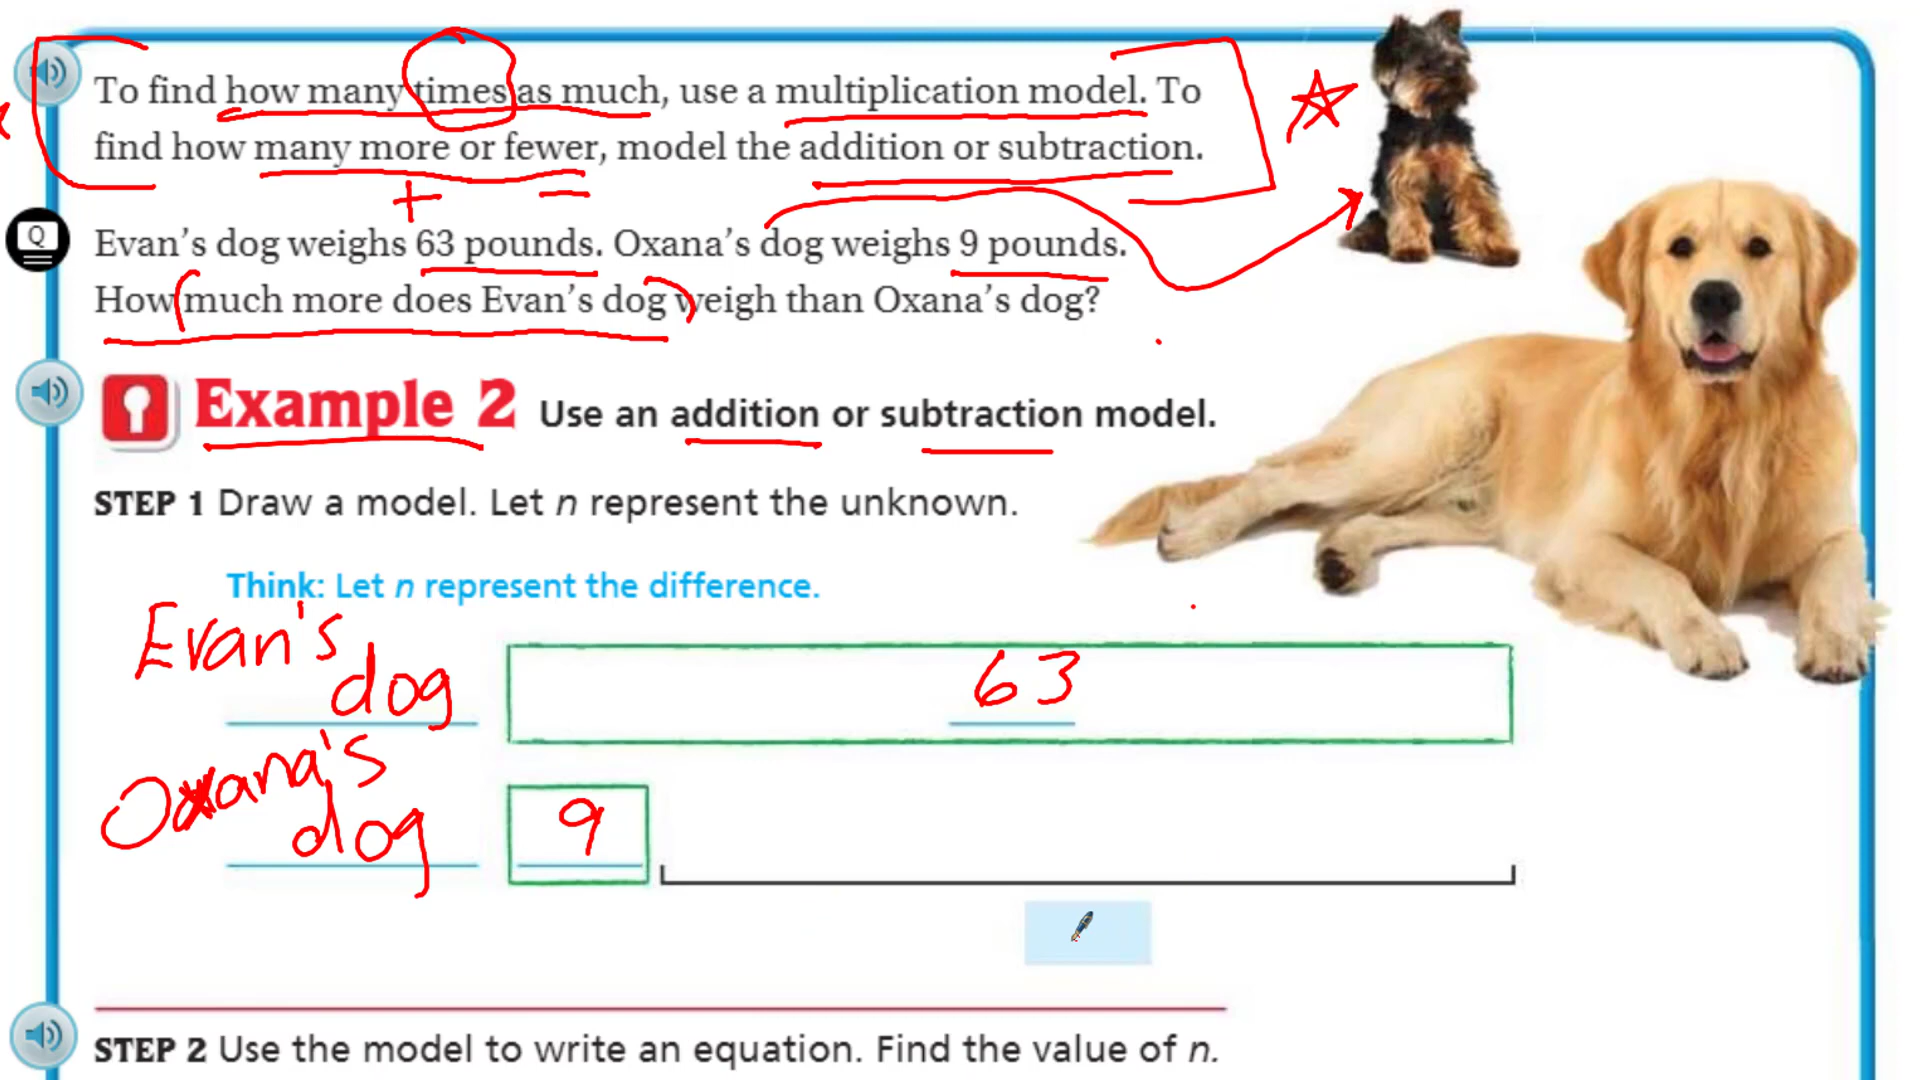 To find how many times as much, use a multiplication model. To
find how many more or fewer, model the addition or subtraction.
+ —
Q
Evan's dog weighs 63 pounds. Oxana's dog weighs 9 pounds.
How much more does Evan's dog weigh than Oxana's dog?
Example 2 Use an addition or subtraction model.
STEP 1 Draw a model. Let n represent the unknown.
Think: Let n represent the difference.
Evan's
dog
63
Oxana's
dog
9
STEP 2 Use the model to write an equation. Find the value of n.